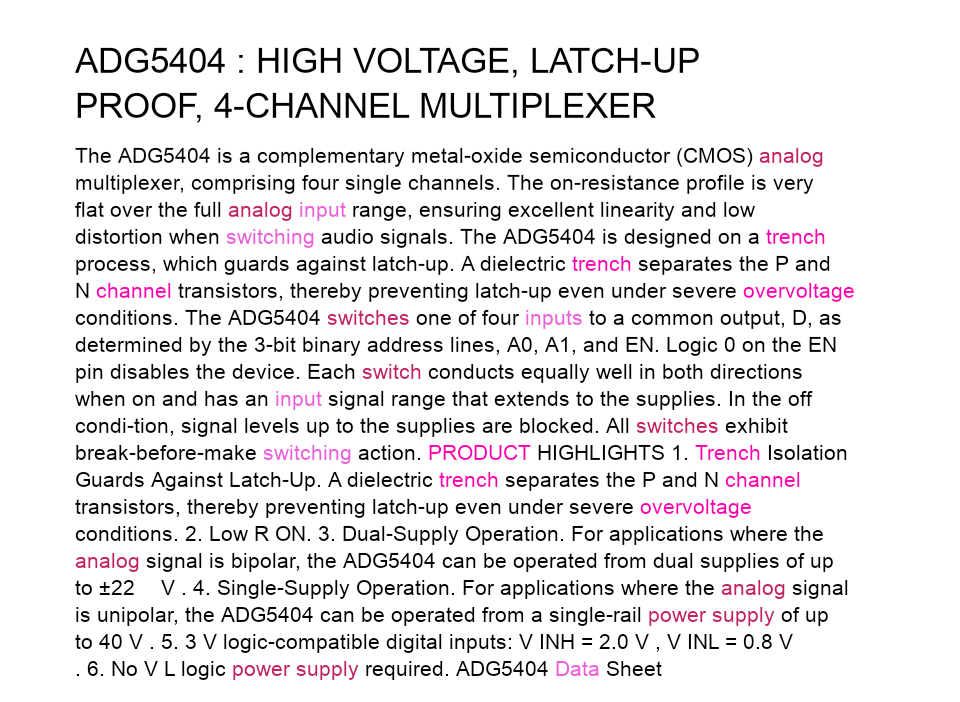 ADG5404 : HIGH VOLTAGE, LATCH-UP
PROOF, 4-CHANNEL MULTIPLEXER
The ADG5404 is a complementary metal-oxide semiconductor (CMOS) analog
multiplexer, comprising four single channels. The on-resistance profile is very
flat over the full analog input range, ensuring excellent linearity and low
distortion when switching audio signals. The ADG5404 is designed on a trench
process, which guards against latch-up. A dielectric trench separates the P and
N channel transistors, thereby preventing latch-up even under severe overvoltage
conditions. The ADG5404 switches one of four inputs to a common output, D, as
determined by the 3-bit binary address lines, A0, A1, and EN. Logic 0 on the EN
pin disables the device. Each switch conducts equally well in both directions
when on and has an input signal range that extends to the supplies. In the off
condi-tion, signal levels up to the supplies are blocked. All switches exhibit
break-before-make switching action. PRODUCT HIGHLIGHTS 1. Trench Isolation
Guards Against Latch-Up. A dielectric trench separates the P and N channel
transistors, thereby preventing latch-up even under severe overvoltage
conditions. 2. Low R ON. 3. Dual-Supply Operation. For applications where the
analog signal is bipolar, the ADG5404 can be operated from dual supplies of up
to ±22 V . 4. Single-Supply Operation. For applications where the analog signal
is unipolar, the ADG5404 can be operated from a single-rail power supply of up
to 40 V . 5. 3 V logic-compatible digital inputs: V INH = 2.0 V , V INL = 0.8 V
. 6. No V L logic power supply required. ADG5404 Data Sheet